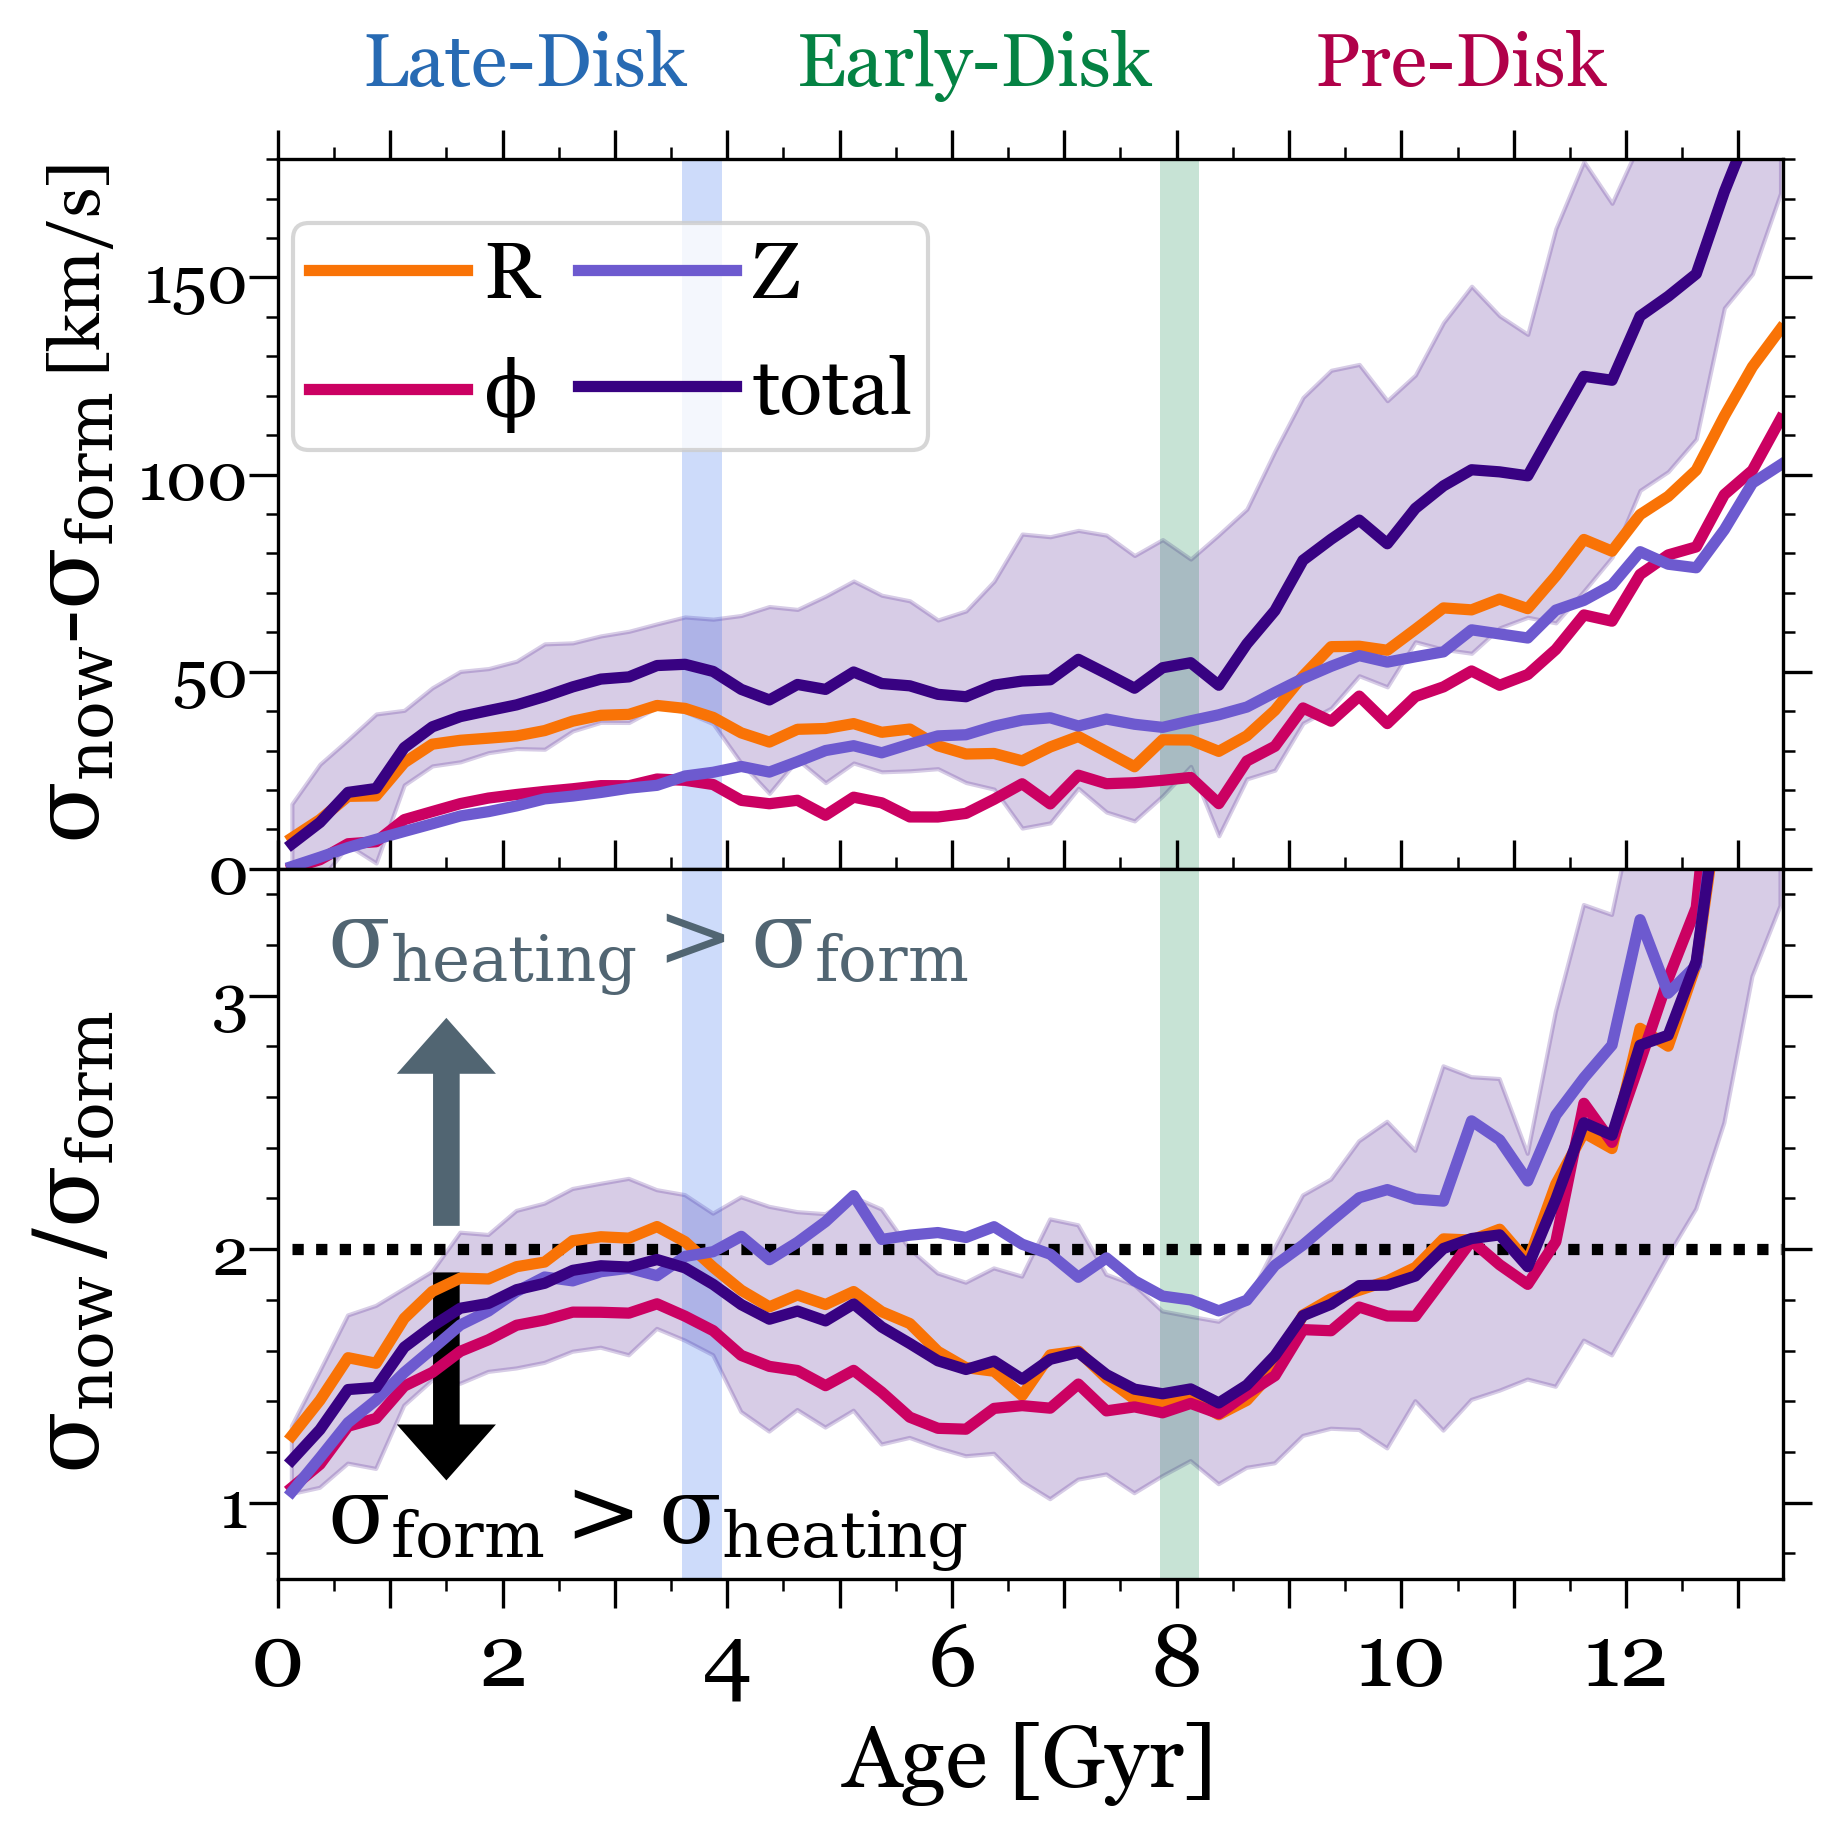 Late-Disk Early-Disk Pre-Disk
σnow-σform [km/s]
150
100
50
0
R Z
ϕ total
σnow/σform
3
2
1
σheating > σform
σform > σheating
0 2 4 6 8 10 12
Age [Gyr]